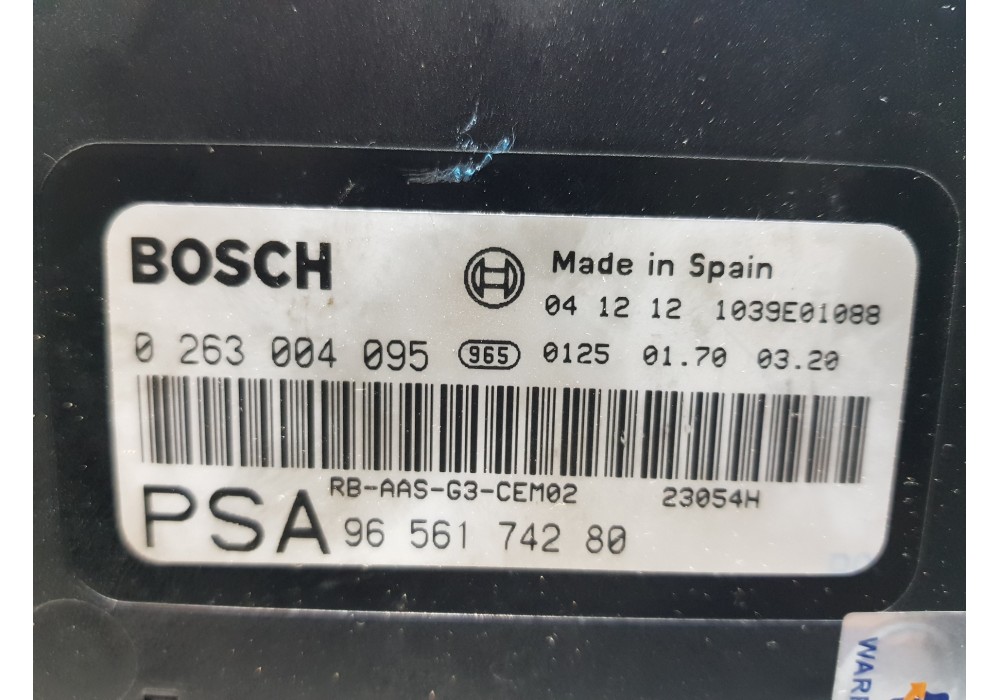 BOSCH
Made in Spain
04 12 12 1039E01088
0 263 004 095 965 0125 01.70 03.20
RB-AAS-G3-CEM02 23054H
PSA 96 561 742 80